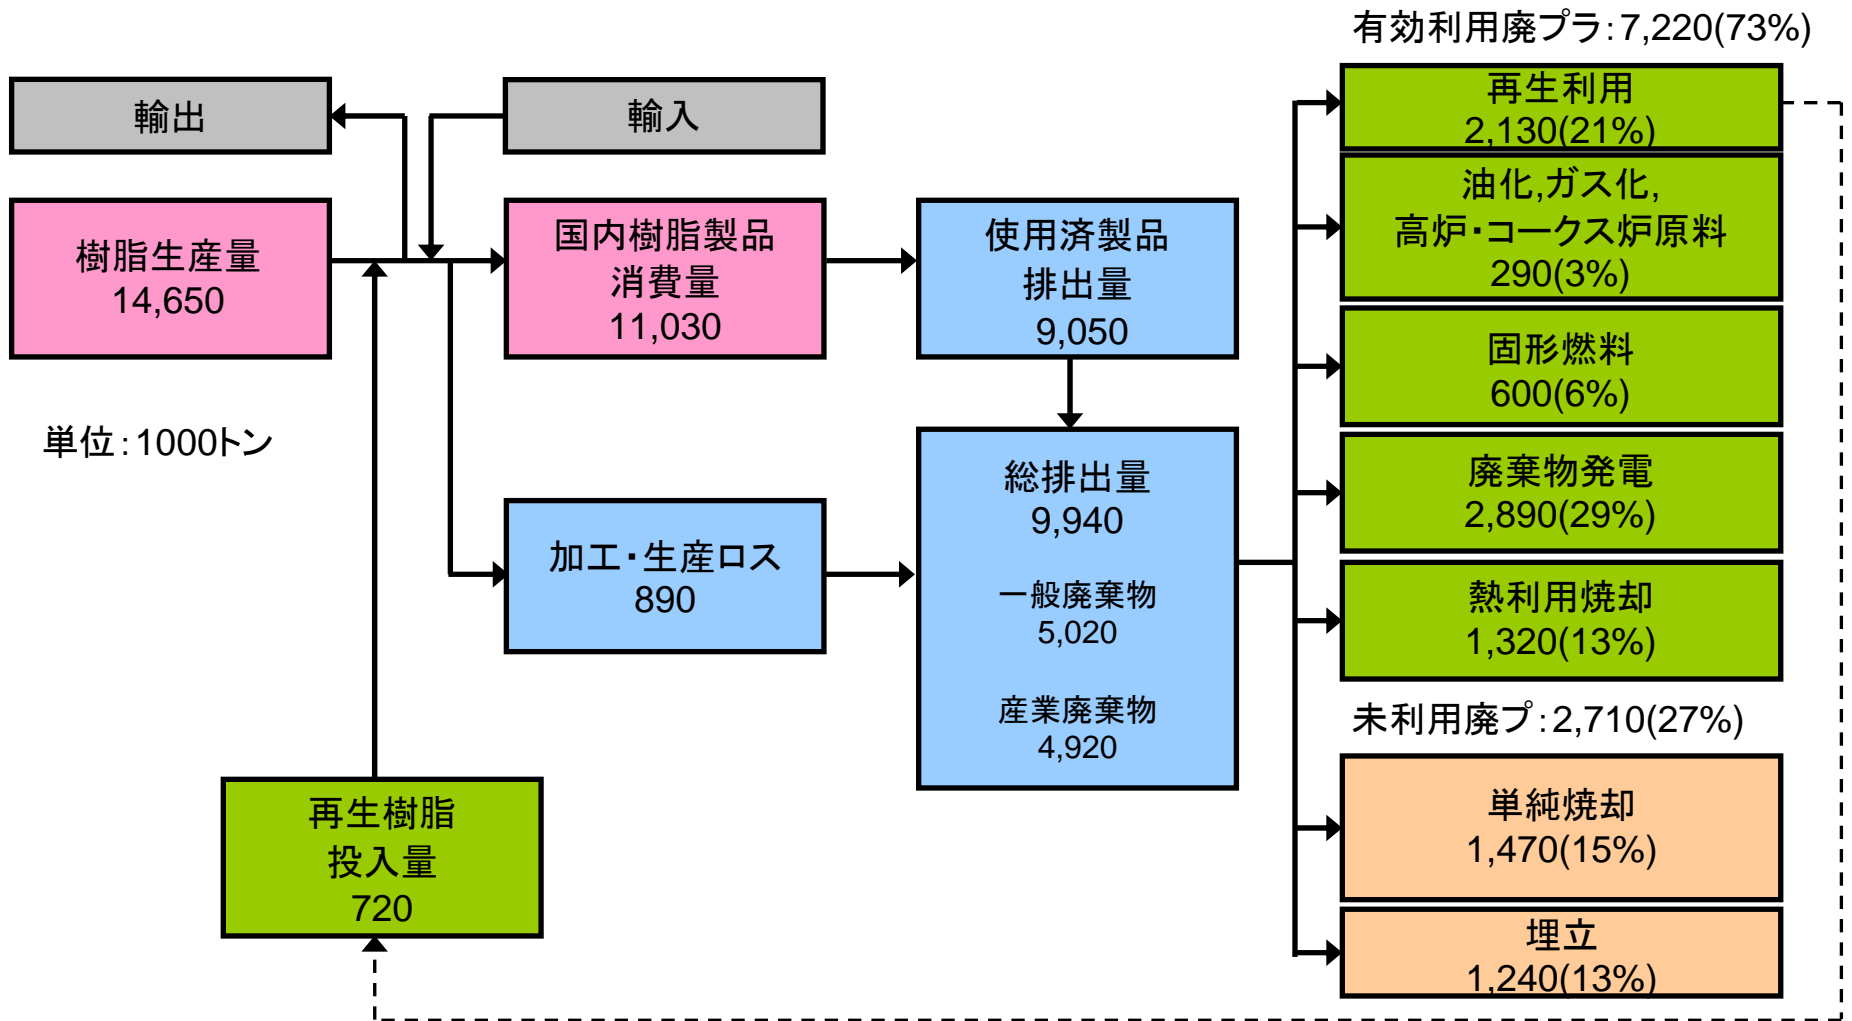 有効利用廃プラ:7,220(73%)
輸出
輸入
再生利用
2,130(21%)
油化,ガス化,
高炉・コークス炉原料
290(3%)
樹脂生産量
14,650
国内樹脂製品
消費量
11,030
使用済製品
排出量
9,050
固形燃料
600(6%)
単位:1000トン
総排出量
9,940
一般廃棄物
5,020
産業廃棄物
4,920
廃棄物発電
2,890(29%)
加工・生産ロス
890
熱利用焼却
1,320(13%)
未利用廃プ:2,710(27%)
再生樹脂
投入量
720
単純焼却
1,470(15%)
埋立
1,240(13%)